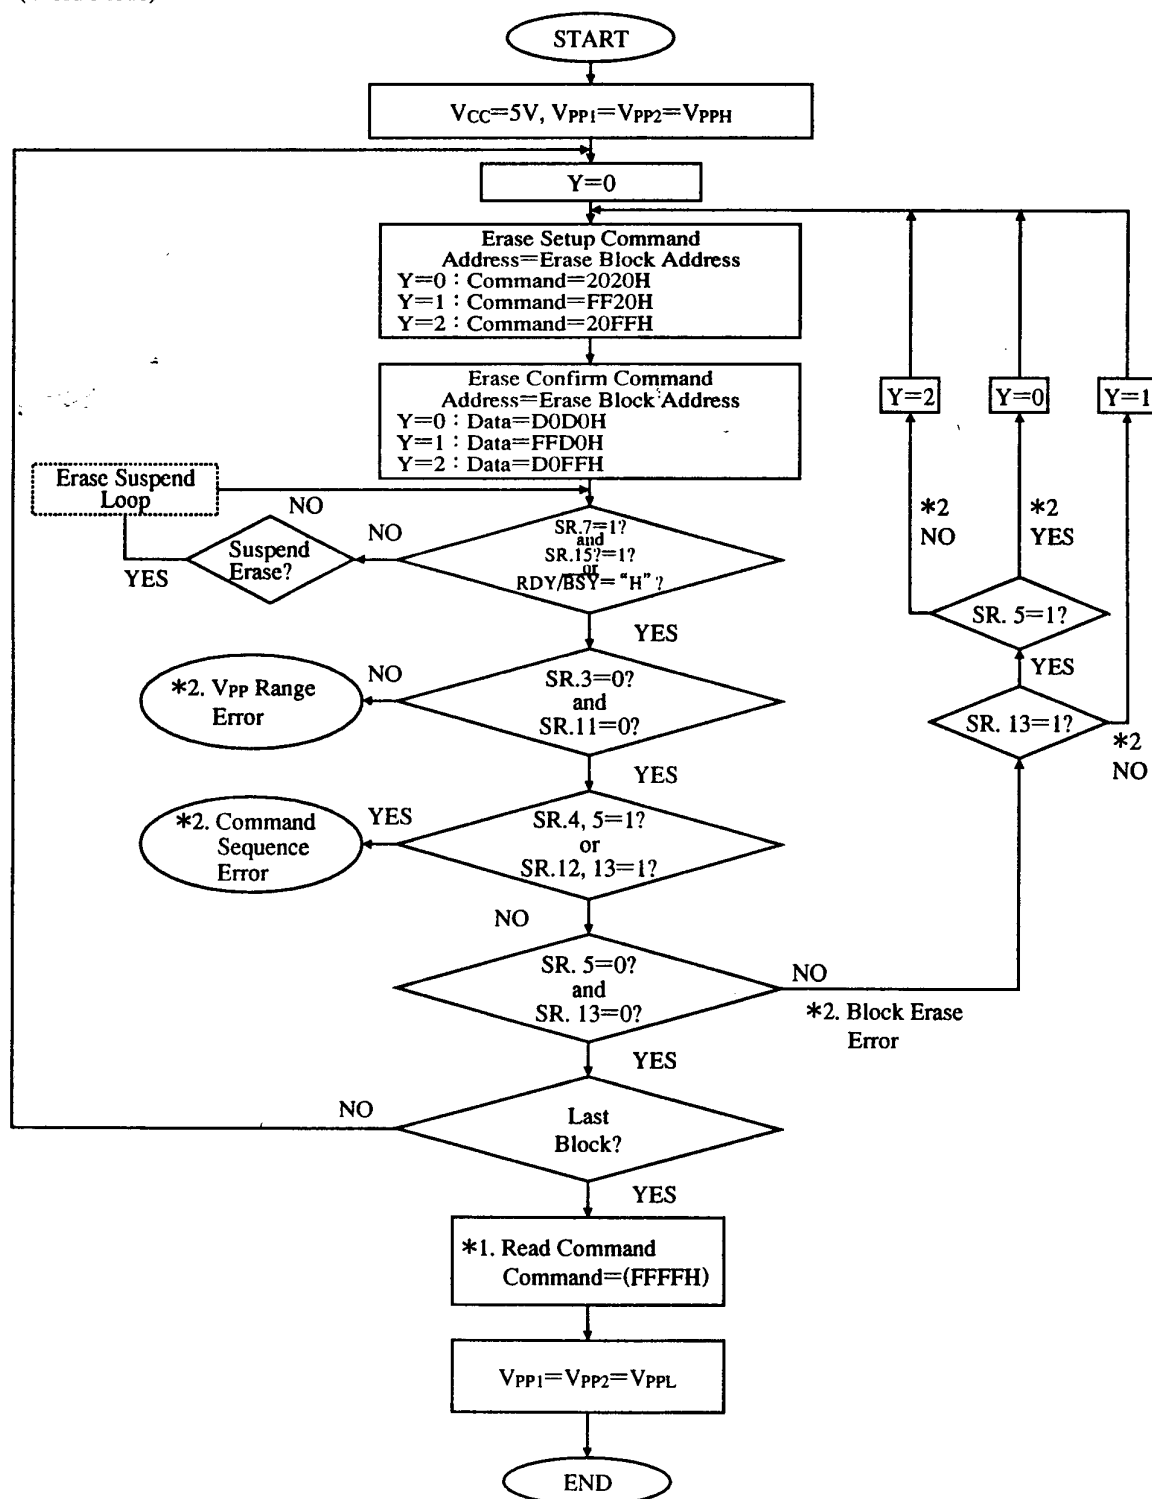 START
VCC=5V, VPP1=VPP2=VPPH
Y=0
Erase Setup Command
Address=Erase Block Address
Y=0 : Command=2020H
Y=1 : Command=FF20H
Y=2 : Command=20FFH
Erase Confirm Command
Address=Erase Block Address
Y=0 : Data=D0D0H
Y=1 : Data=FFD0H
Y=2 : Data=D0FFH
Y=2
Y=0
Y=1
Erase Suspend
Loop
NO
Suspend
Erase?
YES
NO
SR.7=1?
and
SR.15?=1?
or
RDY/BSY= "H" ?
YES
*2
NO
*2
YES
SR. 5=1?
YES
SR. 13=1?
*2
NO
*2. VPP Range
Error
NO
SR.3=0?
and
SR.11=0?
YES
*2. Command
Sequence
Error
YES
SR.4, 5=1?
or
SR.12, 13=1?
NO
SR. 5=0?
and
SR. 13=0?
NO
*2. Block Erase
Error
YES
NO
Last
Block?
YES
*1. Read Command
Command=(FFFFH)
VPP1=VPP2=VPPL
END